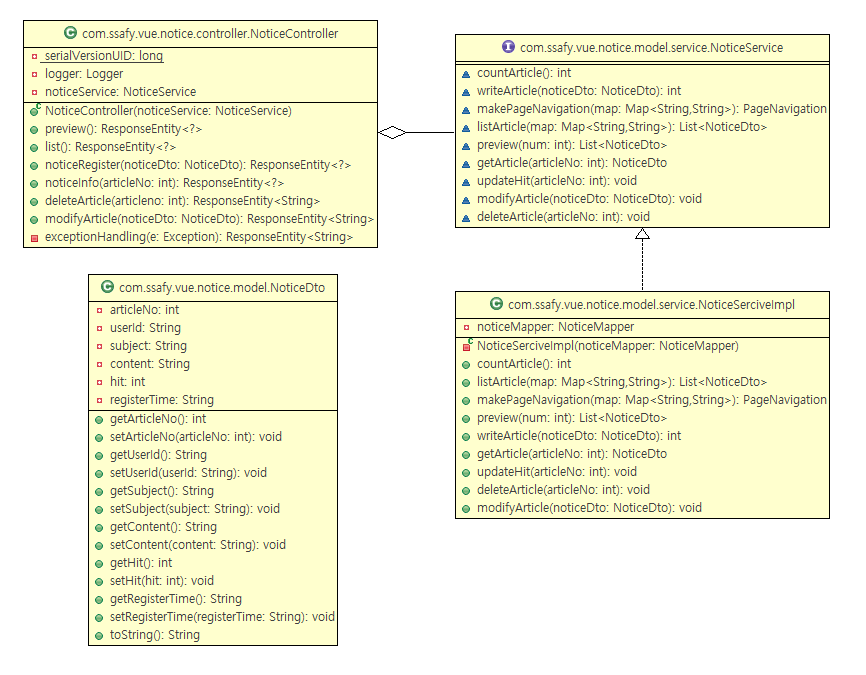 C com.ssafy.vue.notice.controller.NoticeController
serialVersionUID: long
logger: Logger
noticeService: NoticeService
C NoticeController(noticeService: NoticeService)
preview(): ResponseEntity<?>
list(): ResponseEntity<?>
noticeRegister(noticeDto: NoticeDto): ResponseEntity<?>
noticeInfo(articleNo: int): ResponseEntity<?>
deleteArticle(articleno: int): ResponseEntity<String>
modifyArticle(noticeDto: NoticeDto): ResponseEntity<String>
exceptionHandling(e: Exception): ResponseEntity<String>
I com.ssafy.vue.notice.model.service.NoticeService
countArticle(): int
writeArticle(noticeDto: NoticeDto): int
makePageNavigation(map: Map<String,String>): PageNavigation
listArticle(map: Map<String,String>): List<NoticeDto>
preview(num: int): List<NoticeDto>
getArticle(articleNo: int): NoticeDto
updateHit(articleNo: int): void
modifyArticle(noticeDto: NoticeDto): void
deleteArticle(articleNo: int): void
C com.ssafy.vue.notice.model.NoticeDto
articleNo: int
userId: String
subject: String
content: String
hit: int
registerTime: String
getArticleNo(): int
setArticleNo(articleNo: int): void
getUserId(): String
setUserId(userId: String): void
getSubject(): String
setSubject(subject: String): void
getContent(): String
setContent(content: String): void
getHit(): int
setHit(hit: int): void
getRegisterTime(): String
setRegisterTime(registerTime: String): void
toString(): String
C com.ssafy.vue.notice.model.service.NoticeSerciveImpl
noticeMapper: NoticeMapper
C NoticeSerciveImpl(noticeMapper: NoticeMapper)
countArticle(): int
listArticle(map: Map<String,String>): List<NoticeDto>
makePageNavigation(map: Map<String,String>): PageNavigation
preview(num: int): List<NoticeDto>
writeArticle(noticeDto: NoticeDto): int
getArticle(articleNo: int): NoticeDto
updateHit(articleNo: int): void
deleteArticle(articleNo: int): void
modifyArticle(noticeDto: NoticeDto): void